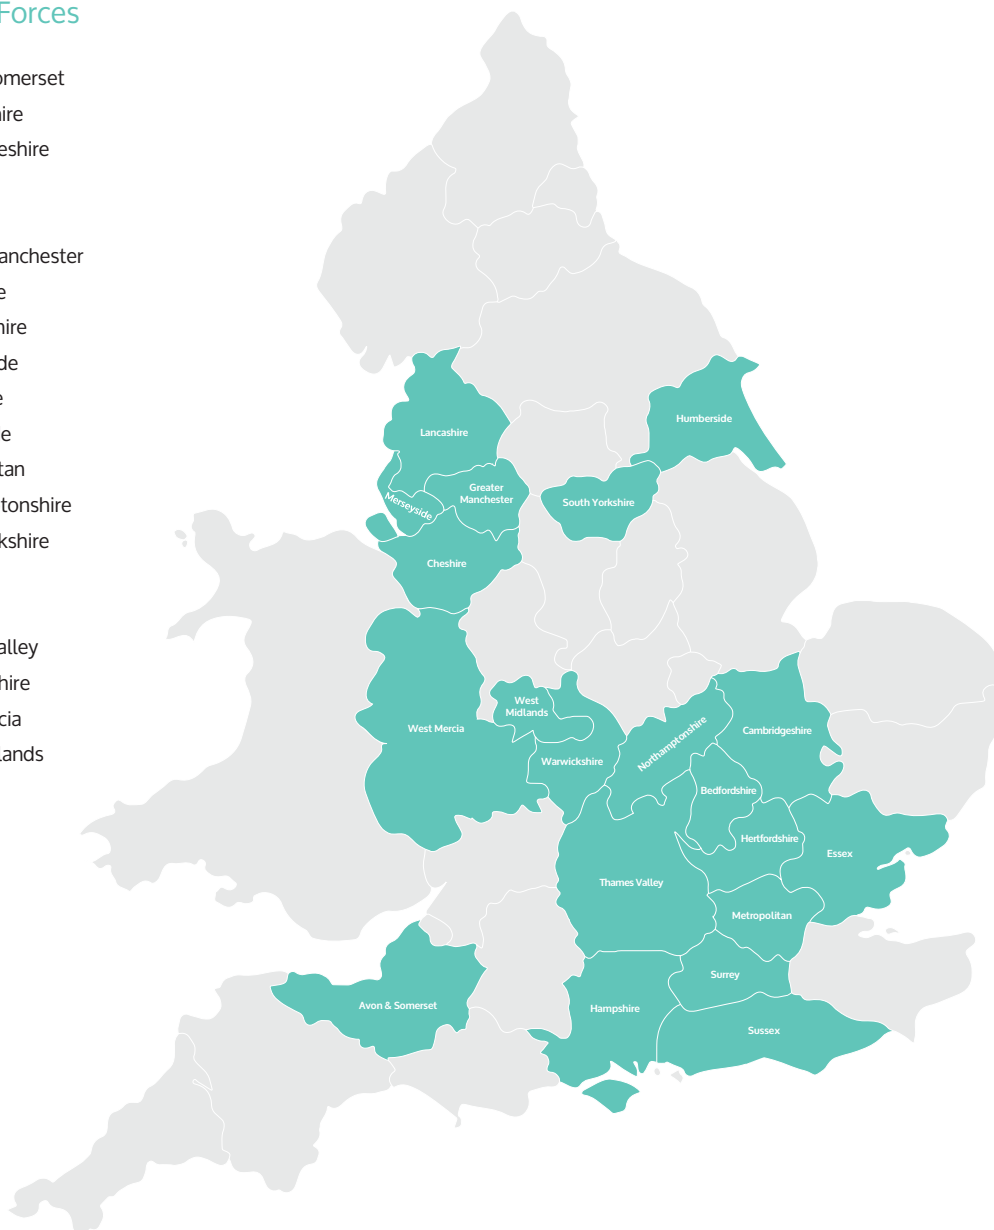 Forces
omerset
ire
eshire
anchester
e
hire
de
e
e
tan
tonshire
kshire
alley
hire
cia
lands
Humberside
Lancashire
Greater
Manchester
Merseyside
South Yorkshire
Cheshire
West
Midlands
West Mercia
Northamptonshire
Cambridgeshire
Warwickshire
Bedfordshire
Hertfordshire
Essex
Thames Valley
Metropolitan
Surrey
Avon & Somerset
Hampshire
Sussex